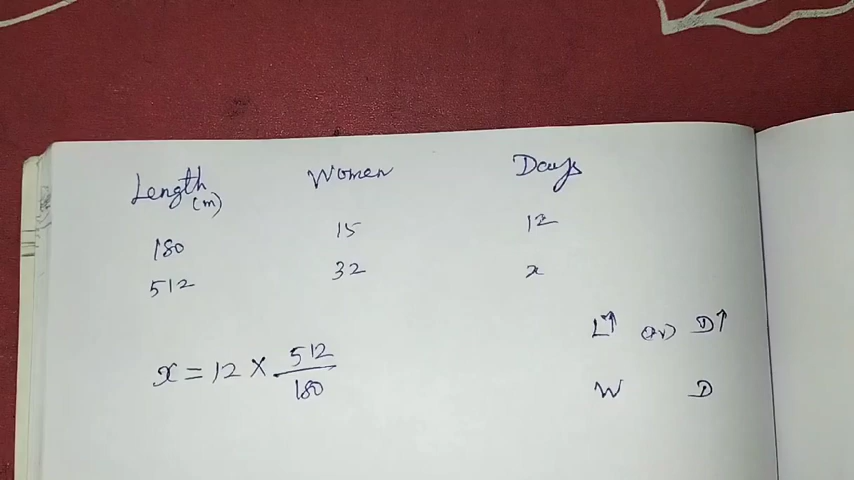 Length Women Days
(m)
180 15 12
512 32 x
L↑ (or) D↑
x = 12 × 512/180
W D